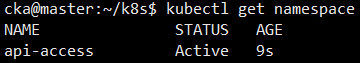 cka@master:~/k8s$ kubectl get namespace
NAME STATUS AGE
api-access Active 9s